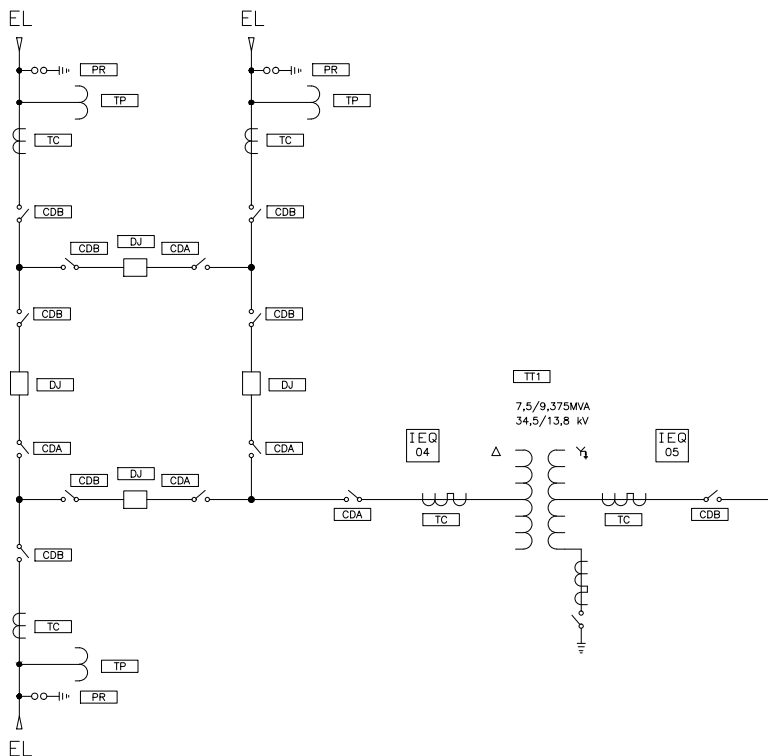 EL EL
PR PR
TP TP
TC TC
CDB CDB
CDB DJ CDA
CDB CDB
DJ DJ
TT1
7,5/9,375MVA
34,5/13,8 kV
IEQ
04
IEQ
05
CDA CDA
CDB DJ CDA
CDA TC TC CDB
CDB
TC
TP
PR
EL